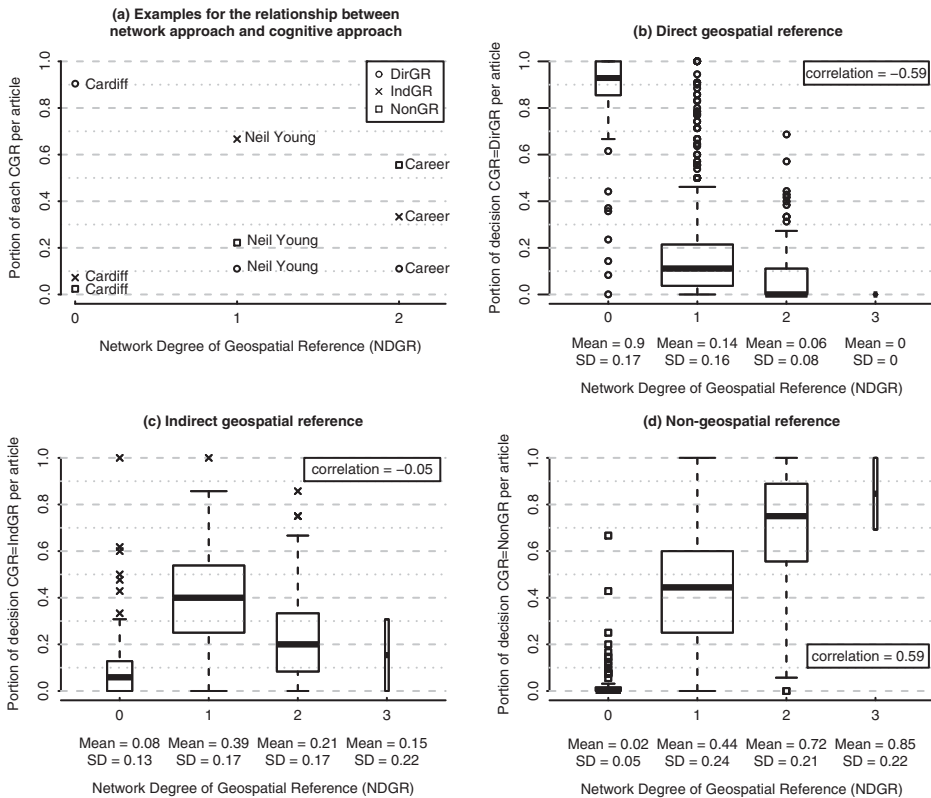 (a) Examples for the relationship between
network approach and cognitive approach
Portion of each CGR per article
1.0
0.8
0.6
0.4
0.2
0.0
Cardiff
Neil Young
Career
Career
Neil Young
Neil Young
Career
Cardiff
Cardiff
DirGR
IndGR
NonGR
0 1 2
Network Degree of Geospatial Reference (NDGR)
(b) Direct geospatial reference
Portion of decision CGR=DirGR per article
1.0
0.8
0.6
0.4
0.2
0.0
correlation = −0.59
0 1 2 3
Mean = 0.9 Mean = 0.14 Mean = 0.06 Mean = 0
SD = 0.17 SD = 0.16 SD = 0.08 SD = 0
Network Degree of Geospatial Reference (NDGR)
(c) Indirect geospatial reference
Portion of decision CGR=IndGR per article
1.0
0.8
0.6
0.4
0.2
0.0
correlation = −0.05
0 1 2 3
Mean = 0.08 Mean = 0.39 Mean = 0.21 Mean = 0.15
SD = 0.13 SD = 0.17 SD = 0.17 SD = 0.22
Network Degree of Geospatial Reference (NDGR)
(d) Non-geospatial reference
Portion of decision CGR=NonGR per article
1.0
0.8
0.6
0.4
0.2
0.0
correlation = 0.59
0 1 2 3
Mean = 0.02 Mean = 0.44 Mean = 0.72 Mean = 0.85
SD = 0.05 SD = 0.24 SD = 0.21 SD = 0.22
Network Degree of Geospatial Reference (NDGR)